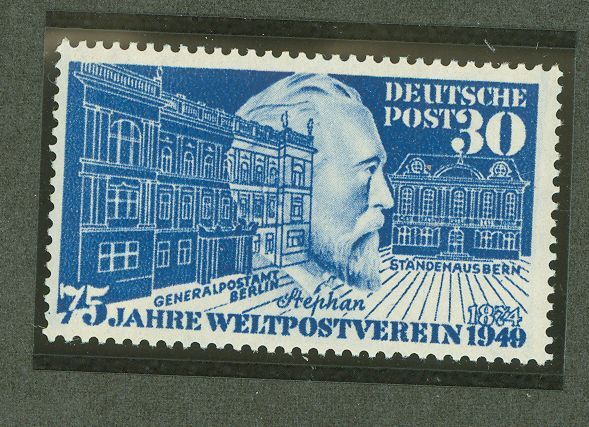 DEUTSCHE
POST 30
STÄNDEHAUS BERN
GENERALPOSTAMT
BERLIN
Stephan
1874
75 JAHRE WELTPOSTVEREIN 1949